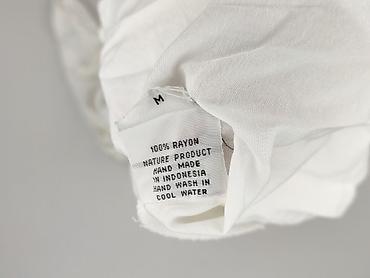 M
100% RAYON
NATURE PRODUCT
HAND MADE
IN INDONESIA
HAND WASH IN
COOL WATER